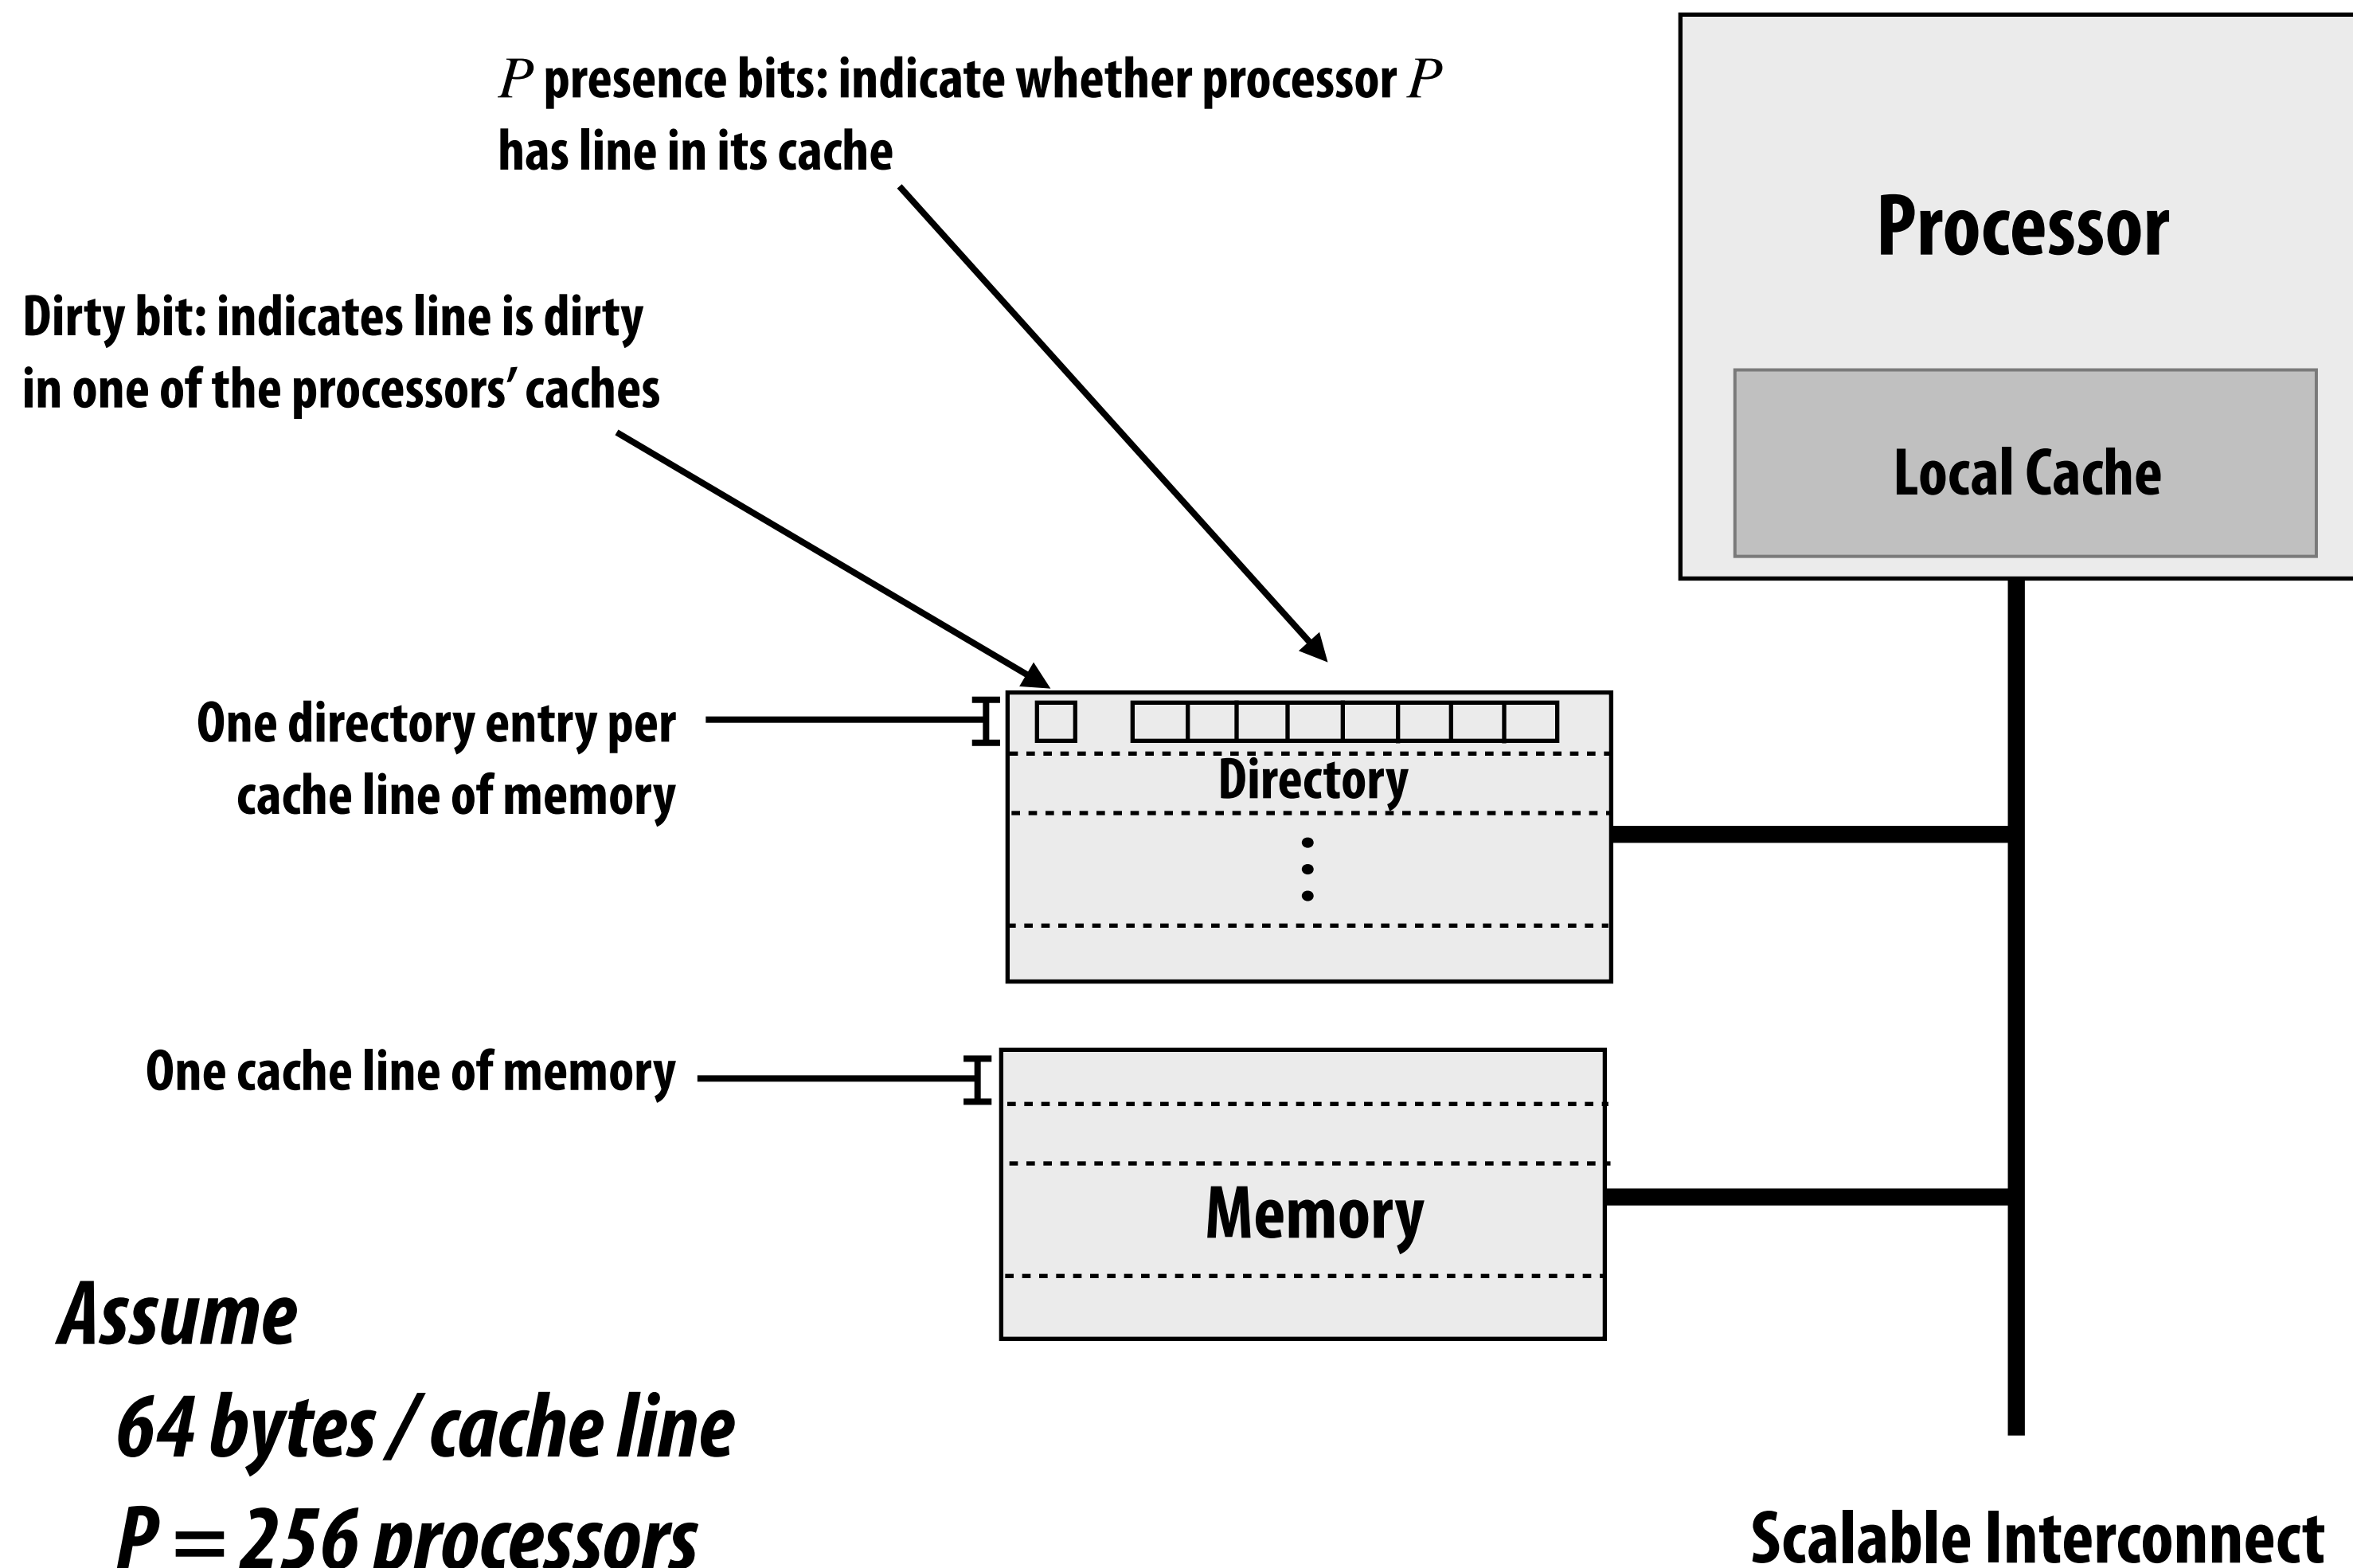 P presence bits: indicate whether processor P
has line in its cache
Processor
Dirty bit: indicates line is dirty
in one of the processors’ caches
Local Cache
One directory entry per
cache line of memory
Directory
One cache line of memory
Memory
Assume
64 bytes / cache line
P = 256 processors
Scalable Interconnect